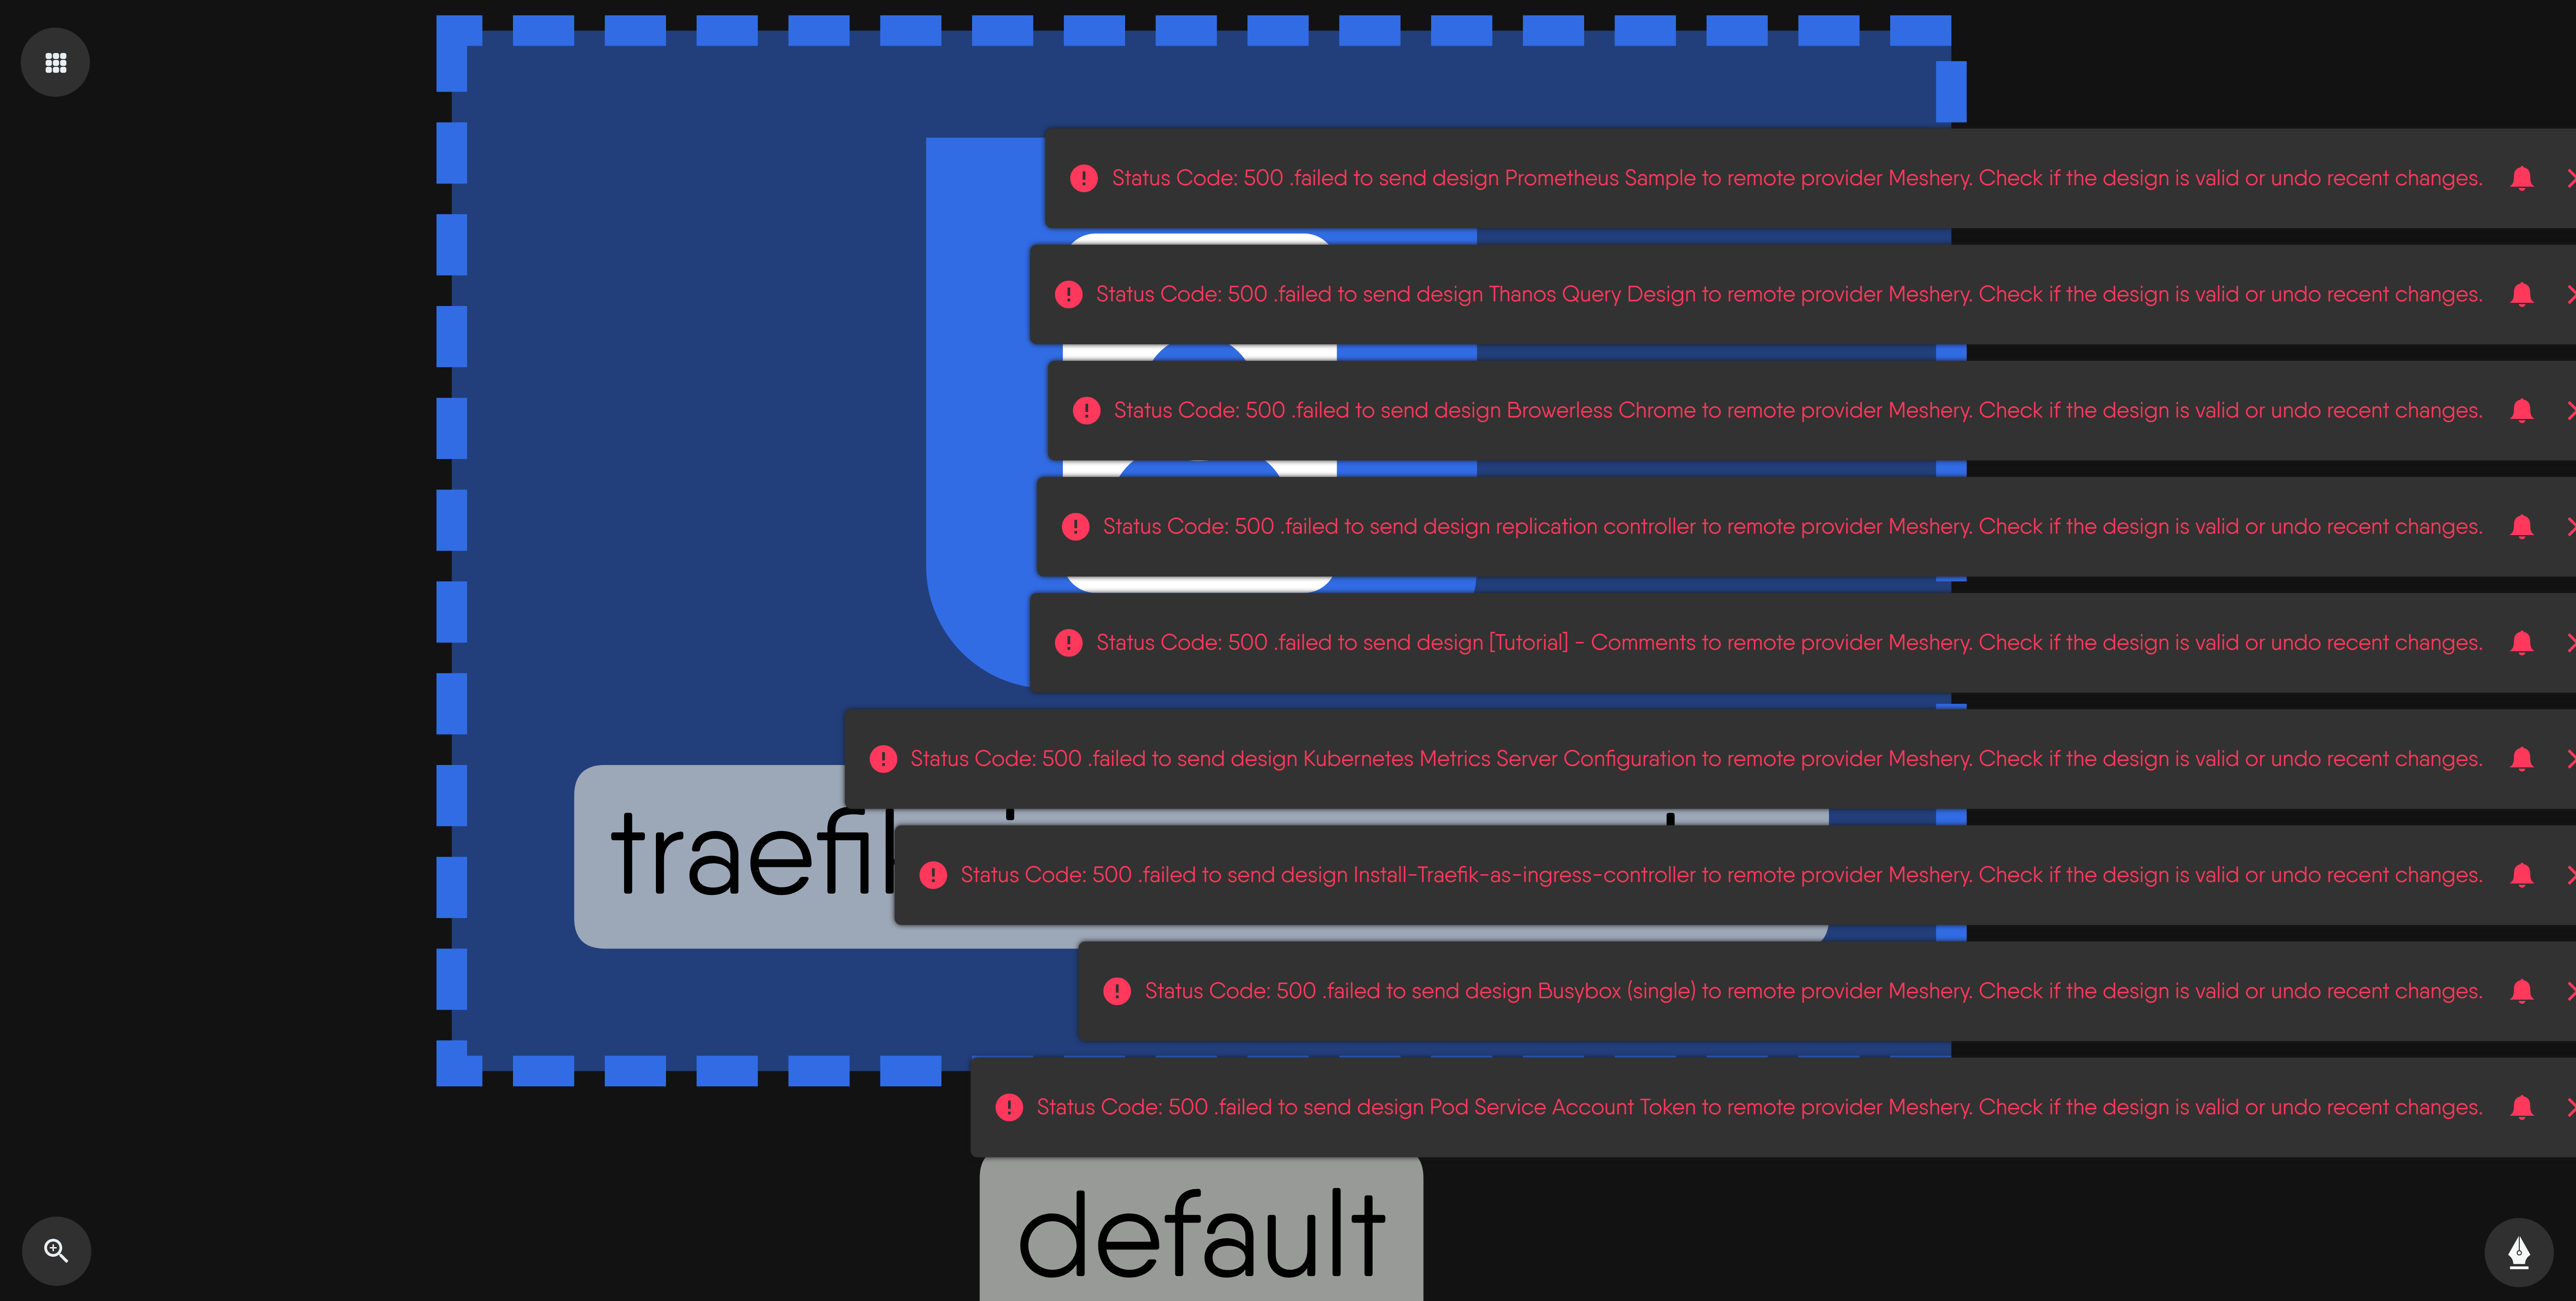 Status Code: 500 .failed to send design Prometheus Sample to remote provider Meshery. Check if the design is valid or undo recent changes.
Status Code: 500 .failed to send design Thanos Query Design to remote provider Meshery. Check if the design is valid or undo recent changes.
Status Code: 500 .failed to send design Browerless Chrome to remote provider Meshery. Check if the design is valid or undo recent changes.
Status Code: 500 .failed to send design replication controller to remote provider Meshery. Check if the design is valid or undo recent changes.
Status Code: 500 .failed to send design [Tutorial] - Comments to remote provider Meshery. Check if the design is valid or undo recent changes.
Status Code: 500 .failed to send design Kubernetes Metrics Server Configuration to remote provider Meshery. Check if the design is valid or undo recent changes.
Status Code: 500 .failed to send design Install-Traefik-as-ingress-controller to remote provider Meshery. Check if the design is valid or undo recent changes.
Status Code: 500 .failed to send design Busybox (single) to remote provider Meshery. Check if the design is valid or undo recent changes.
Status Code: 500 .failed to send design Pod Service Account Token to remote provider Meshery. Check if the design is valid or undo recent changes.
default